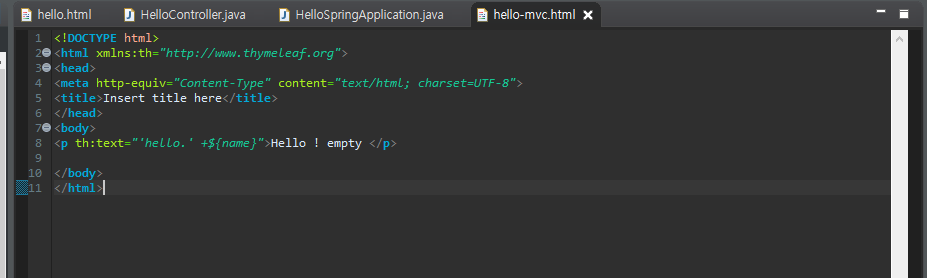 hello.html HelloController.java HelloSpringApplication.java hello-mvc.html
1 <!DOCTYPE html>
2 <html xmlns:th="http://www.thymeleaf.org">
3 <head>
4 <meta http-equiv="Content-Type" content="text/html; charset=UTF-8">
5 <title>Insert title here</title>
6 </head>
7 <body>
8 <p th:text="'hello.' +${name}">Hello ! empty </p>
9
10 </body>
11 </html>